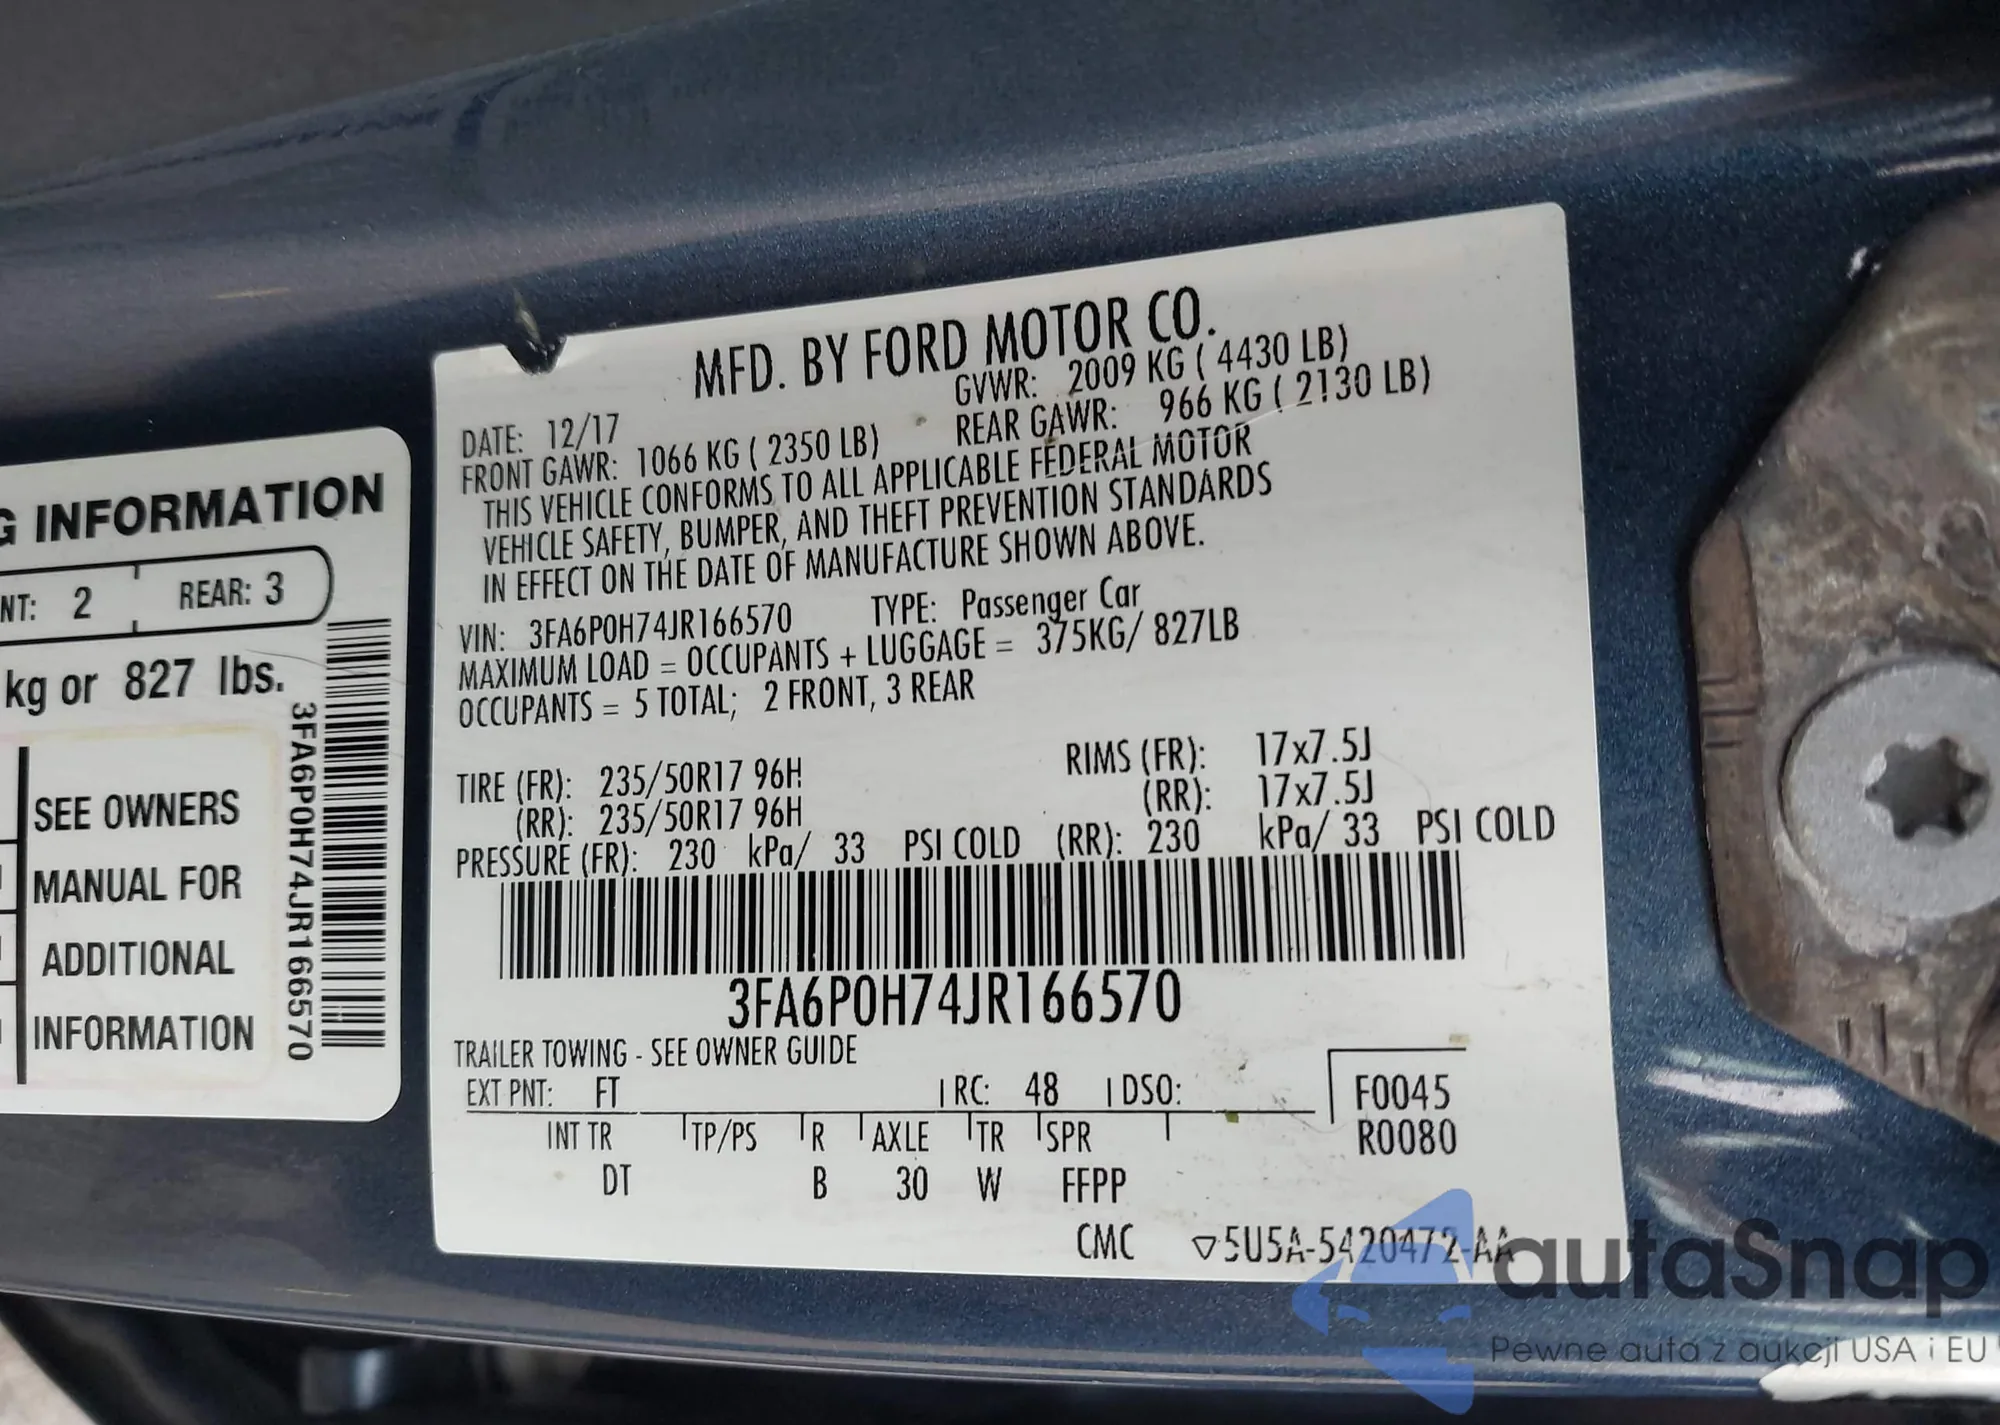 G INFORMATION
NT: 2 REAR: 3
kg or 827 lbs.
SEE OWNERS
MANUAL FOR
ADDITIONAL
INFORMATION
3FA6P0H74JR166570
MFD. BY FORD MOTOR CO.
DATE: 12/17 GVWR: 2009 KG ( 4430 LB)
FRONT GAWR: 1066 KG ( 2350 LB) REAR GAWR: 966 KG ( 2130 LB)
THIS VEHICLE CONFORMS TO ALL APPLICABLE FEDERAL MOTOR
VEHICLE SAFETY, BUMPER, AND THEFT PREVENTION STANDARDS
IN EFFECT ON THE DATE OF MANUFACTURE SHOWN ABOVE.
VIN: 3FA6P0H74JR166570 TYPE: Passenger Car
MAXIMUM LOAD = OCCUPANTS + LUGGAGE = 375KG/ 827LB
OCCUPANTS = 5 TOTAL; 2 FRONT, 3 REAR
TIRE (FR): 235/50R17 96H RIMS (FR): 17x7.5J
(RR): 235/50R17 96H (RR): 17x7.5J
PRESSURE (FR): 230 kPa/ 33 PSI COLD (RR): 230 kPa/ 33 PSI COLD
3FA6P0H74JR166570
TRAILER TOWING - SEE OWNER GUIDE
EXT PNT: FT RC: 48 DSO: F0045
INT TR TP/PS R AXLE TR SPR R0080
DT B 30 W FFPP
CMC ▽5U5A-5420472-AA
autaSnap
Pewne auta z aukcji USA i EU